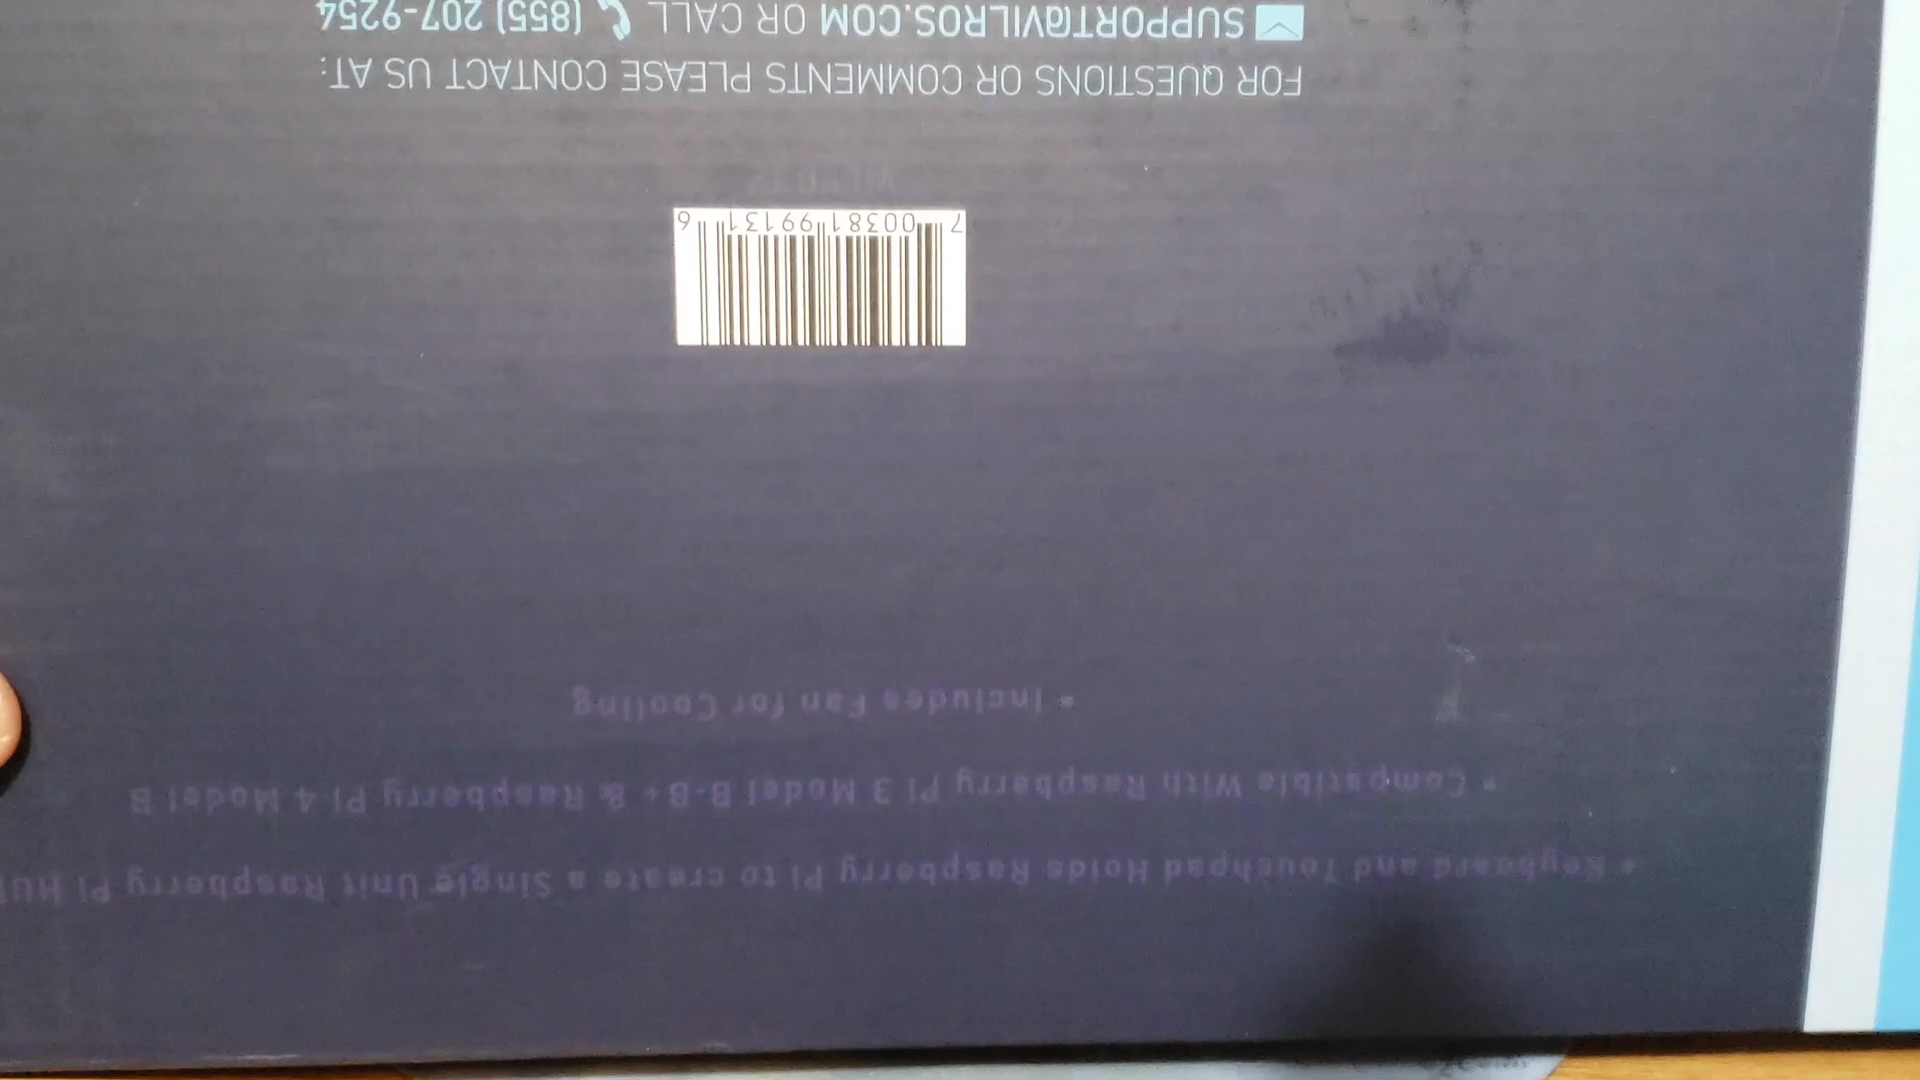 • Keyboard and Touchpad Holds Raspberry Pi to create a Single Unit Raspberry Pi
• Compatible With Raspberry Pi 3 Model B-B+ & Raspberry Pi 4 Model B
• Includes Fan for Cooling
7 00381 99131 6
FOR QUESTIONS OR COMMENTS PLEASE CONTACT US AT:
SUPPORT@VILROS.COM OR CALL (855) 207-9254